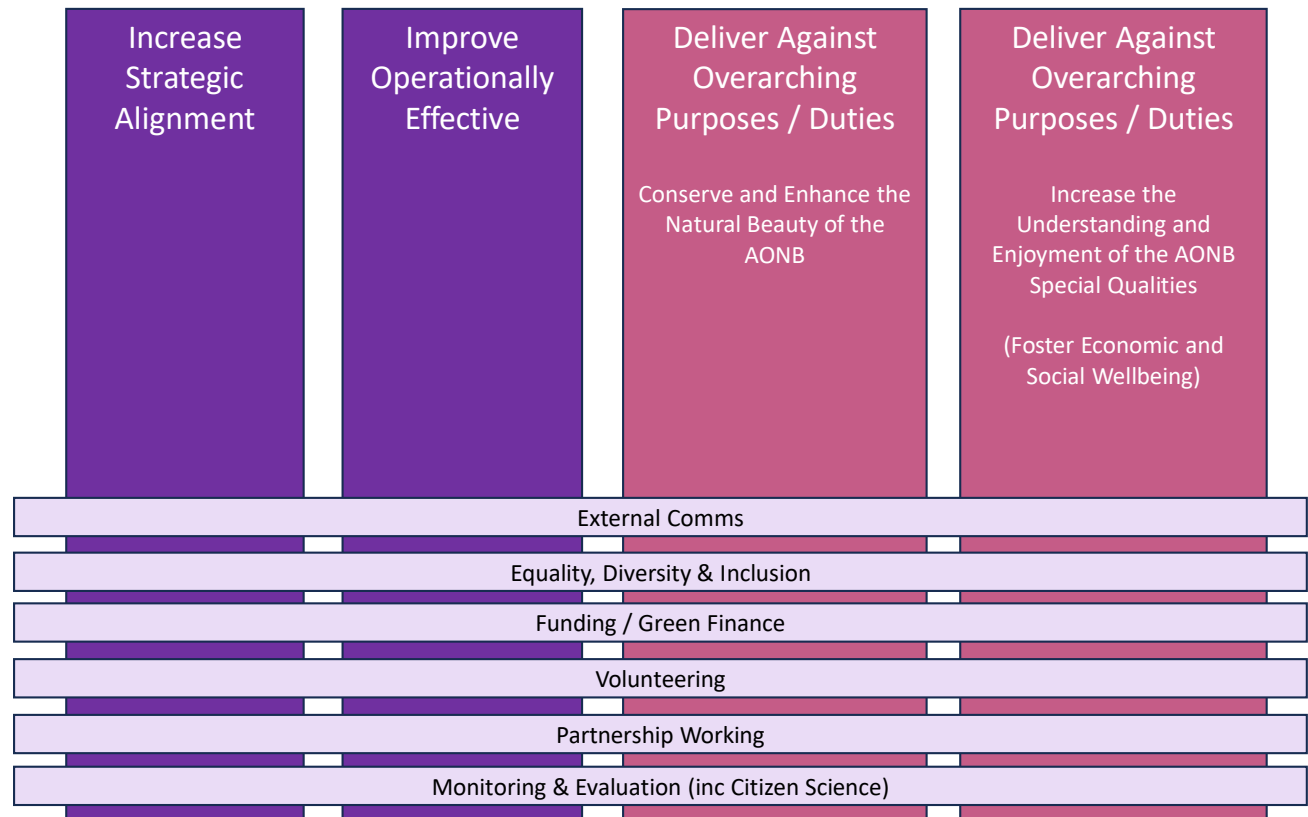 Increase
Strategic
Alignment
Improve
Operationally
Effective
Deliver Against
Overarching
Purposes / Duties
Conserve and Enhance the
Natural Beauty of the
AONB
Deliver Against
Overarching
Purposes / Duties
Increase the
Understanding and
Enjoyment of the AONB
Special Qualities
(Foster Economic and
Social Wellbeing)
External Comms
Equality, Diversity & Inclusion
Funding / Green Finance
Volunteering
Partnership Working
Monitoring & Evaluation (inc Citizen Science)